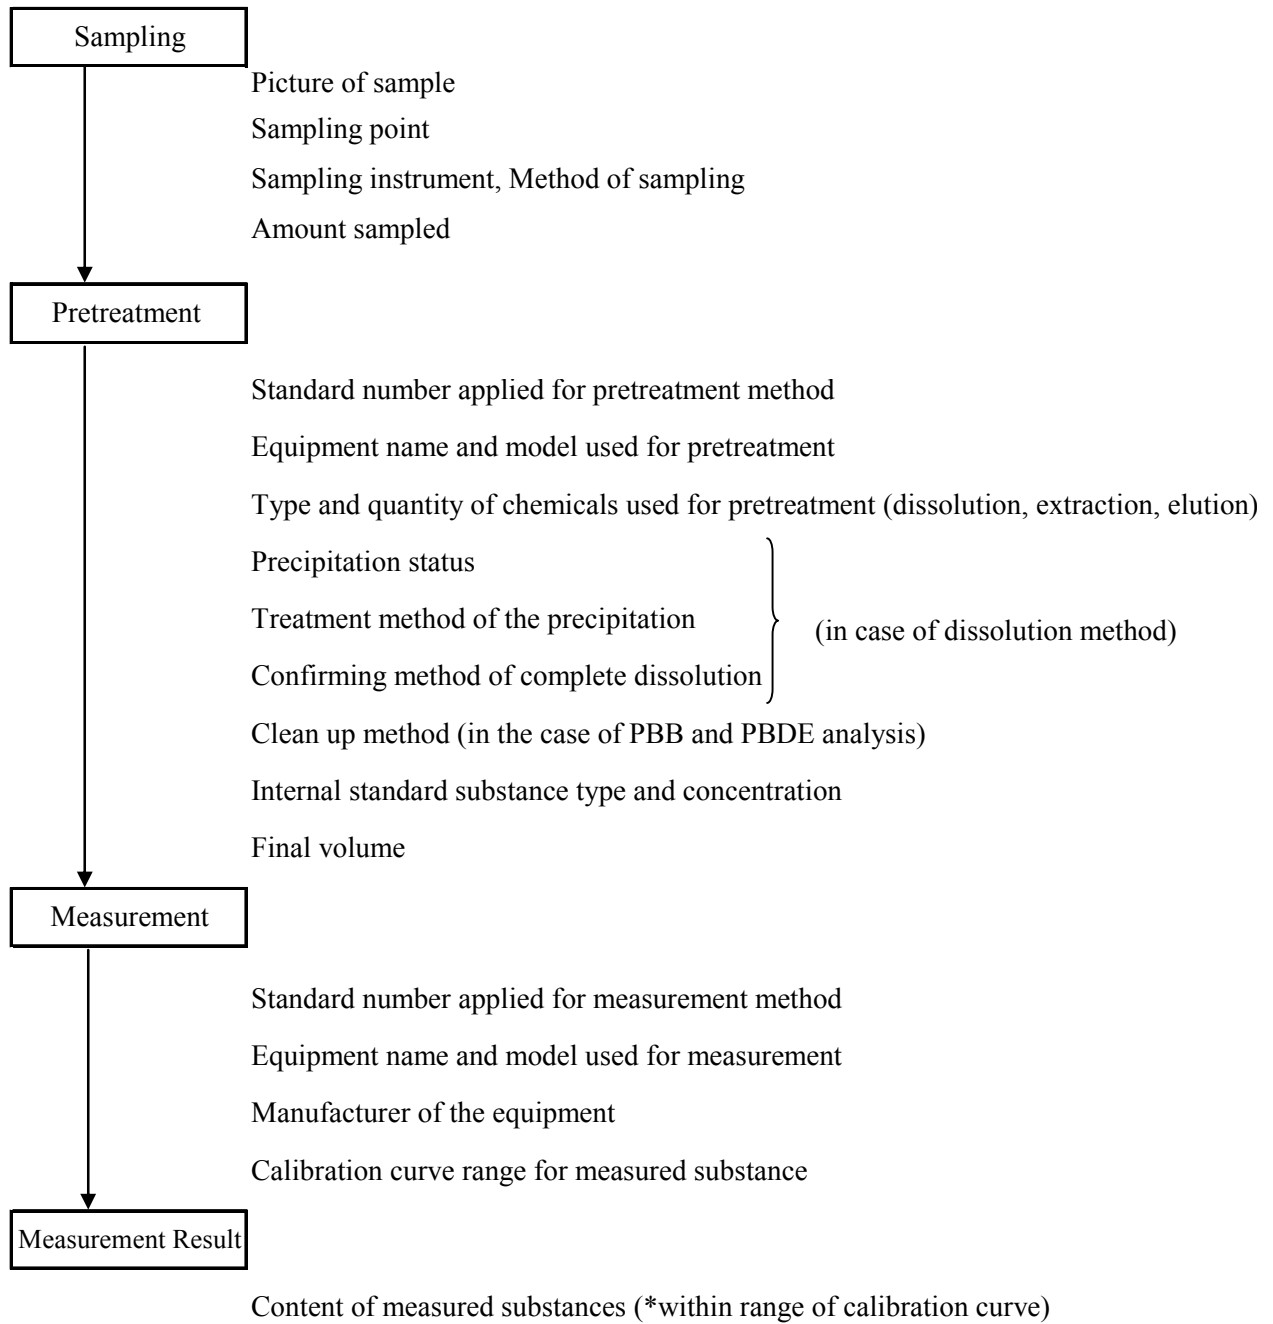 Sampling
Picture of sample
Sampling point
Sampling instrument, Method of sampling
Amount sampled
Pretreatment
Standard number applied for pretreatment method
Equipment name and model used for pretreatment
Type and quantity of chemicals used for pretreatment (dissolution, extraction, elution)
Precipitation status
Treatment method of the precipitation
(in case of dissolution method)
Confirming method of complete dissolution
Clean up method (in the case of PBB and PBDE analysis)
Internal standard substance type and concentration
Final volume
Measurement
Standard number applied for measurement method
Equipment name and model used for measurement
Manufacturer of the equipment
Calibration curve range for measured substance
Measurement Result
Content of measured substances (*within range of calibration curve)